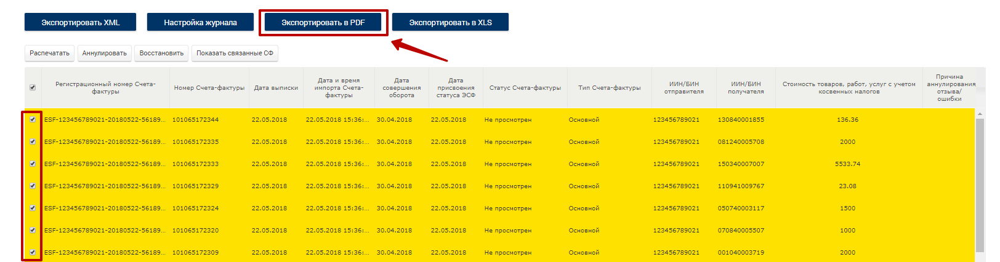 Экспортировать XML Настройка журнала Экспортировать в PDF Экспортировать в XLS
Распечатать Аннулировать Восстановить Показать связанные СФ
Регистрационный номер Счета-фактуры Номер Счета-фактуры Дата выписки Дата и время импорта Счета-фактуры Дата совершения оборота Дата присвоения статуса ЭСФ Статус Счета-фактуры Тип Счета-фактуры ИИН/БИН отправителя ИИН/БИН получателя Стоимость товаров, работ, услуг с учетом косвенных налогов Причина аннулирования отзыва/ошибки
ESF-123456789021-20180522-56189... 101065172344 22.05.2018 22.05.2018 15:36:... 30.04.2018 22.05.2018 Не просмотрен Основной 123456789021 130840001855 136.36
ESF-123456789021-20180522-56189... 101065172335 22.05.2018 22.05.2018 15:36:... 30.04.2018 22.05.2018 Не просмотрен Основной 123456789021 081240005708 2000
ESF-123456789021-20180522-56189... 101065172333 22.05.2018 22.05.2018 15:36:... 30.04.2018 22.05.2018 Не просмотрен Основной 123456789021 150340007007 5533.74
ESF-123456789021-20180522-56189... 101065172329 22.05.2018 22.05.2018 15:36:... 30.04.2018 22.05.2018 Не просмотрен Основной 123456789021 110941009767 23.08
ESF-123456789021-20180522-56189... 101065172324 22.05.2018 22.05.2018 15:36:... 30.04.2018 22.05.2018 Не просмотрен Основной 123456789021 050740003117 1500
ESF-123456789021-20180522-56189... 101065172320 22.05.2018 22.05.2018 15:36:... 30.04.2018 22.05.2018 Не просмотрен Основной 123456789021 070840005507 1000
ESF-123456789021-20180522-56189... 101065172309 22.05.2018 22.05.2018 15:36:... 30.04.2018 22.05.2018 Не просмотрен Основной 123456789021 001040003719 2000